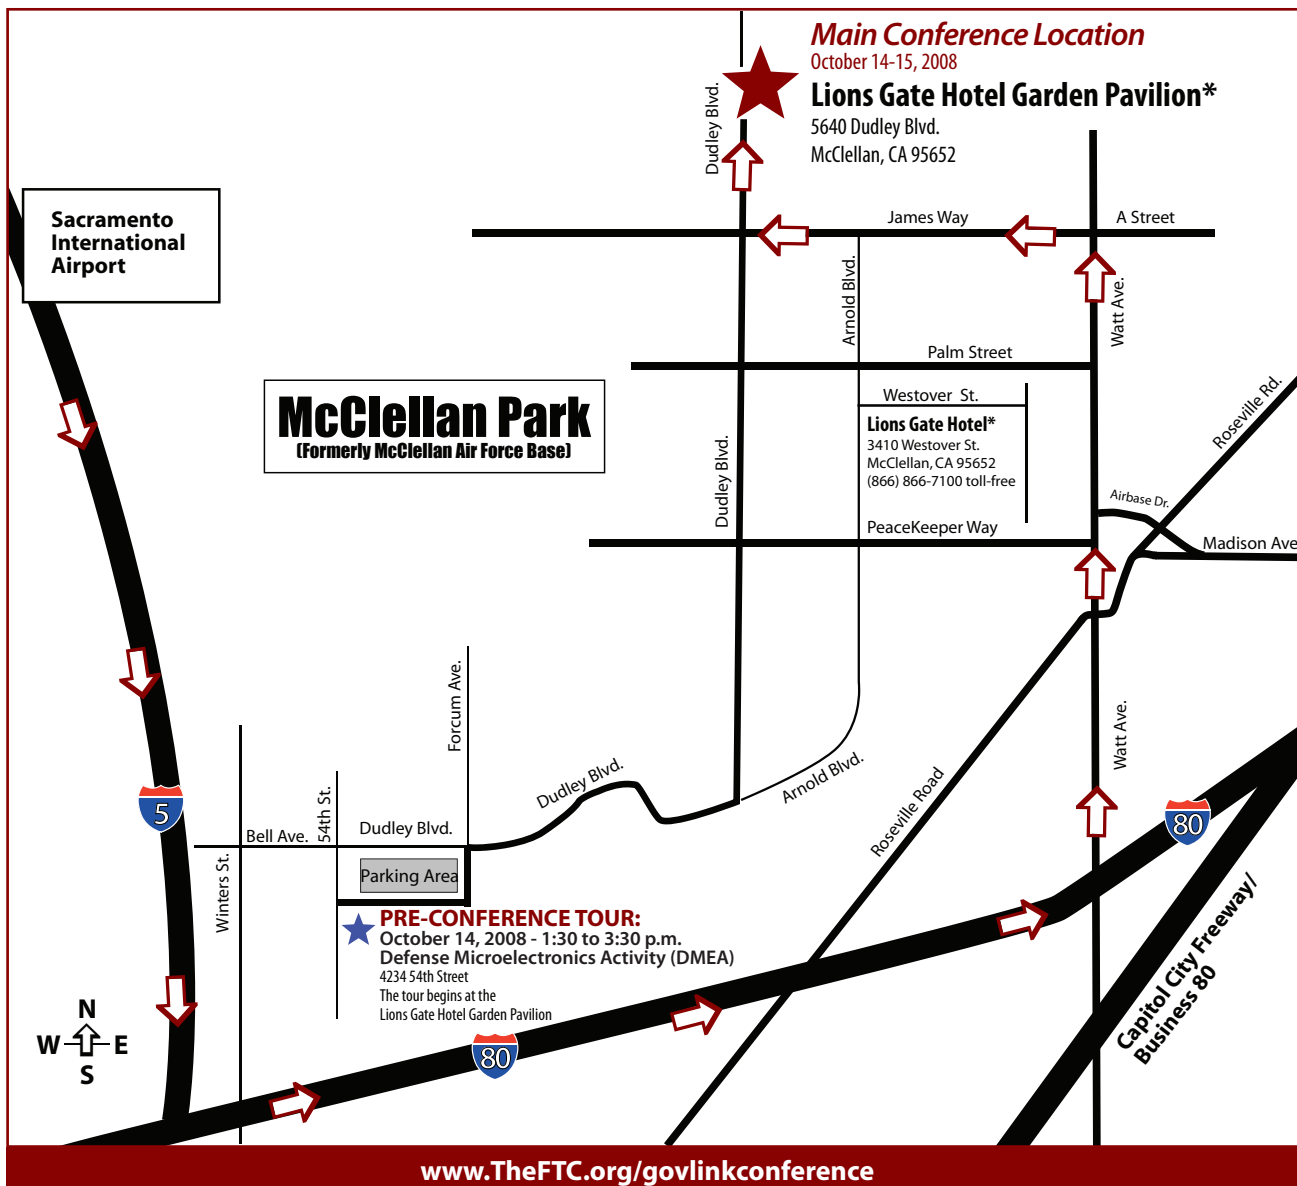 Main Conference Location
October 14-15, 2008
Lions Gate Hotel Garden Pavilion*
5640 Dudley Blvd.
McClellan, CA 95652
Dudley Blvd.
Sacramento
International
Airport
James Way
A Street
Arnold Blvd.
Watt Ave.
Palm Street
Roseville Rd.
McClellan Park
(Formerly McClellan Air Force Base)
Westover St.
Lions Gate Hotel*
3410 Westover St.
McClellan, CA 95652
(866) 866-7100 toll-free
Dudley Blvd.
Airbase Dr.
PeaceKeeper Way
Madison Ave
Forcum Ave.
Watt Ave.
Dudley Blvd.
Arnold Blvd.
Roseville Road
5
80
54th St.
Bell Ave.
Dudley Blvd.
Winters St.
Parking Area
PRE-CONFERENCE TOUR:
October 14, 2008 - 1:30 to 3:30 p.m.
Defense Microelectronics Activity (DMEA)
4234 54th Street
The tour begins at the
Lions Gate Hotel Garden Pavilion
Capitol City Freeway/
Business 80
N
W E
S
80
www.TheFTC.org/govlinkconference